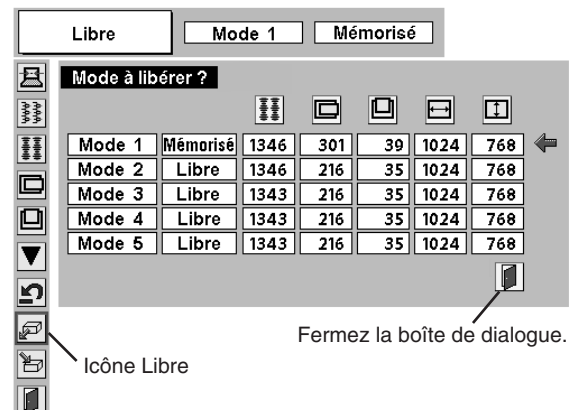 Libre Mode 1 Mémorisé
Mode à libérer ?
Mode 1 Mémorisé 1346 301 39 1024 768
Mode 2 Libre 1346 216 35 1024 768
Mode 3 Libre 1343 216 35 1024 768
Mode 4 Libre 1343 216 35 1024 768
Mode 5 Libre 1343 216 35 1024 768
Fermez la boîte de dialogue.
Icône Libre